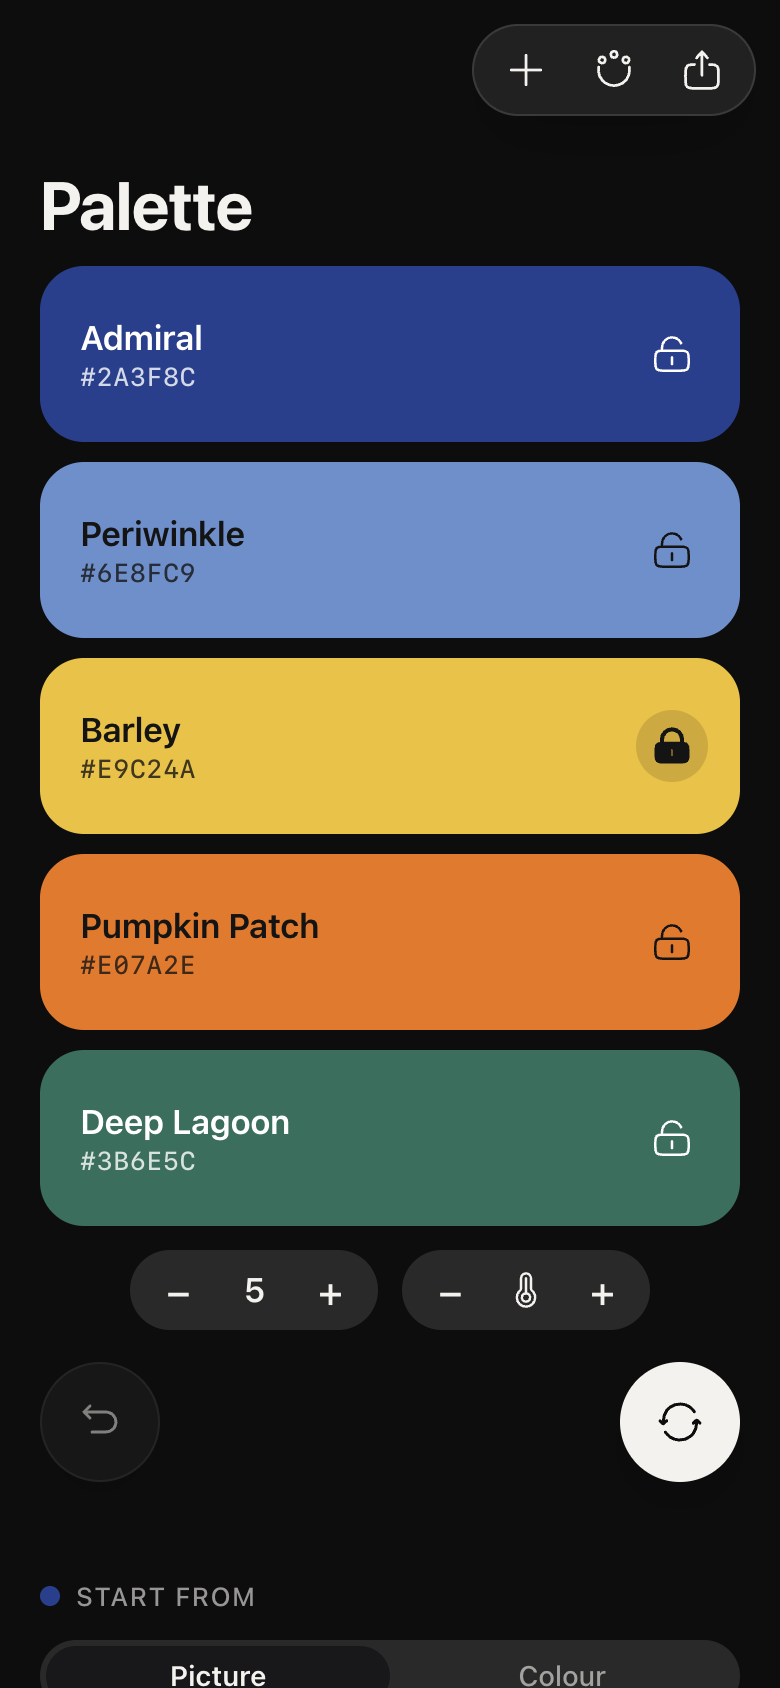 Palette
Admiral
#2A3F8C
Periwinkle
#6E8FC9
Barley
#E9C24A
Pumpkin Patch
#E07A2E
Deep Lagoon
#3B6E5C
− 5 + − +
START FROM
Picture Colour